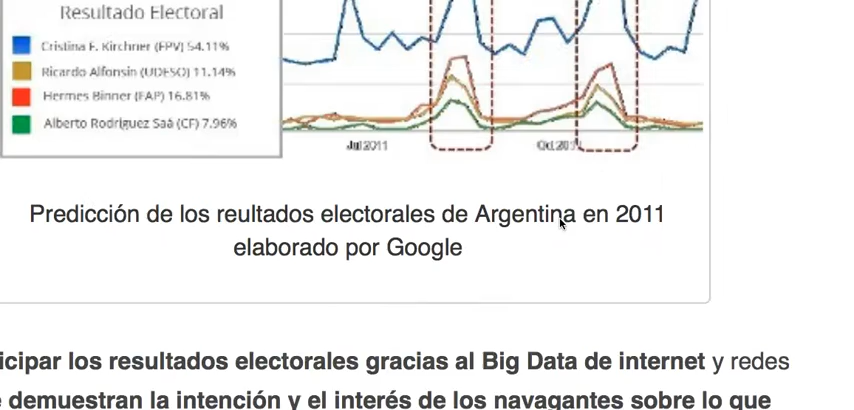 Resultado Electoral
Cristina F. Kirchner (FPV) 54.11%
Ricardo Alfonsín (UDESO) 11.14%
Hermes Binner (FAP) 16.81%
Alberto Rodríguez Saá (CF) 7.96%
Jul 2011
Oct 201
Predicción de los reultados electorales de Argentina en 2011
elaborado por Google
icipar los resultados electorales gracias al Big Data de internet y redes
e demuestran la intención y el interés de los navagantes sobre lo que